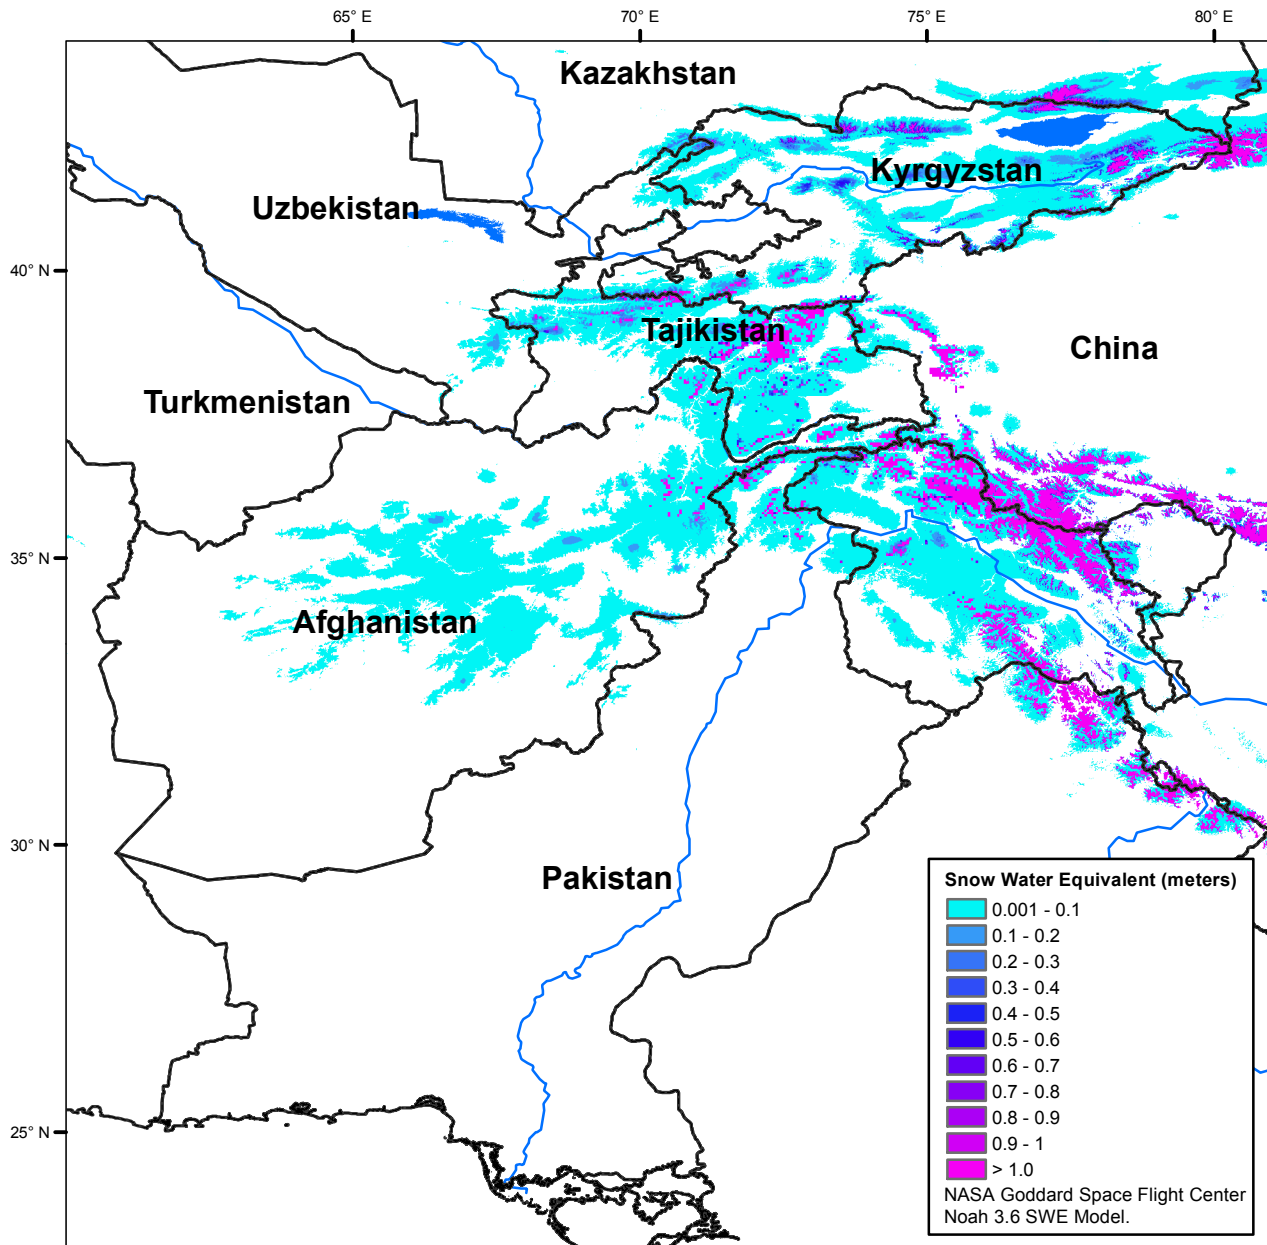 65° E
70° E
75° E
80° E
Kazakhstan
Kyrgyzstan
Uzbekistan
40° N
Tajikistan
China
Turkmenistan
35° N
Afghanistan
30° N
Pakistan
Snow Water Equivalent (meters)
0.001 - 0.1
0.1 - 0.2
0.2 - 0.3
0.3 - 0.4
0.4 - 0.5
0.5 - 0.6
0.6 - 0.7
0.7 - 0.8
0.8 - 0.9
0.9 - 1
> 1.0
25° N
NASA Goddard Space Flight Center
Noah 3.6 SWE Model.